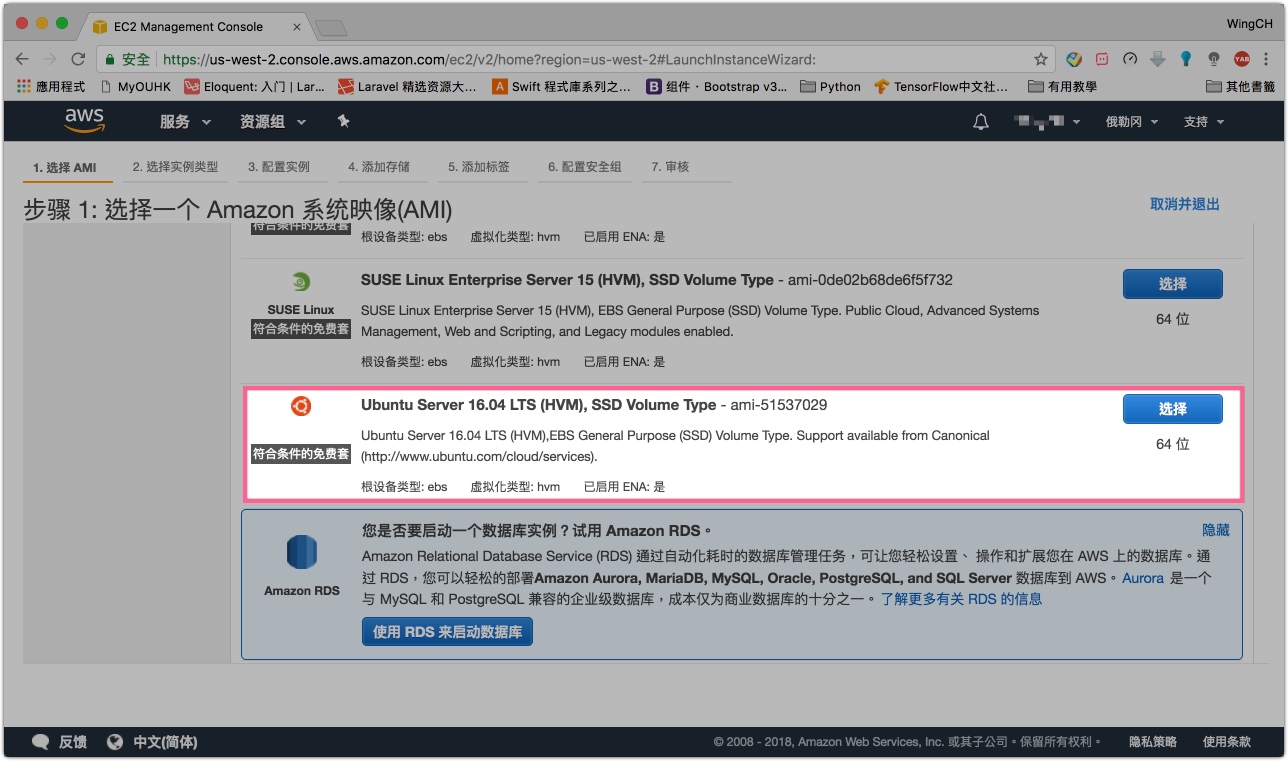 EC2 Management Console
WingCH
安全 https://us-west-2.console.aws.amazon.com/ec2/v2/home?region=us-west-2#LaunchInstanceWizard:
YAB
應用程式 MyOUHK Eloquent: 入门 | Lar... Laravel 精选资源大... Swift 程式庫系列之... B 组件 · Bootstrap v3... Python TensorFlow中文社... 有用教學 其他書籤
aws 服务 资源组 俄勒冈 支持
1. 选择 AMI 2. 选择实例类型 3. 配置实例 4. 添加存储 5. 添加标签 6. 配置安全组 7. 审核
步骤 1: 选择一个 Amazon 系统映像(AMI)
取消并退出
符合条件的免费套
根设备类型: ebs 虚拟化类型: hvm 已启用 ENA: 是
SUSE Linux Enterprise Server 15 (HVM), SSD Volume Type - ami-0de02b68de6f5f732
选择
SUSE Linux
符合条件的免费套
SUSE Linux Enterprise Server 15 (HVM), EBS General Purpose (SSD) Volume Type. Public Cloud, Advanced Systems
Management, Web and Scripting, and Legacy modules enabled.
64 位
根设备类型: ebs 虚拟化类型: hvm 已启用 ENA: 是
Ubuntu Server 16.04 LTS (HVM), SSD Volume Type - ami-51537029
选择
符合条件的免费套
Ubuntu Server 16.04 LTS (HVM),EBS General Purpose (SSD) Volume Type. Support available from Canonical
(http://www.ubuntu.com/cloud/services).
64 位
根设备类型: ebs 虚拟化类型: hvm 已启用 ENA: 是
您是否要启动一个数据库实例？试用 Amazon RDS。
隐藏
Amazon RDS
Amazon Relational Database Service (RDS) 通过自动化耗时的数据库管理任务，可让您轻松设置、 操作和扩展您在 AWS 上的数据库。通
过 RDS，您可以轻松的部署Amazon Aurora, MariaDB, MySQL, Oracle, PostgreSQL, and SQL Server 数据库到 AWS。Aurora 是一个
与 MySQL 和 PostgreSQL 兼容的企业级数据库，成本仅为商业数据库的十分之一。了解更多有关 RDS 的信息
使用 RDS 来启动数据库
反馈 中文(简体)
© 2008 - 2018, Amazon Web Services, Inc. 或其子公司。保留所有权利。 隐私策略 使用条款